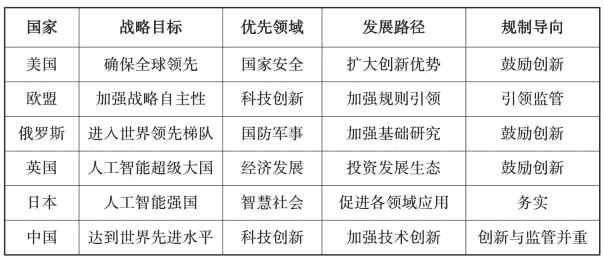 国家 战略目标 优先领域 发展路径 规制导向
美国 确保全球领先 国家安全 扩大创新优势 鼓励创新
欧盟 加强战略自主性 科技创新 加强规则引领 引领监管
俄罗斯 进入世界领先梯队 国防军事 加强基础研究 鼓励创新
英国 人工智能超级大国 经济发展 投资发展生态 鼓励创新
日本 人工智能强国 智慧社会 促进各领域应用 务实
中国 达到世界先进水平 科技创新 加强技术创新 创新与监管并重